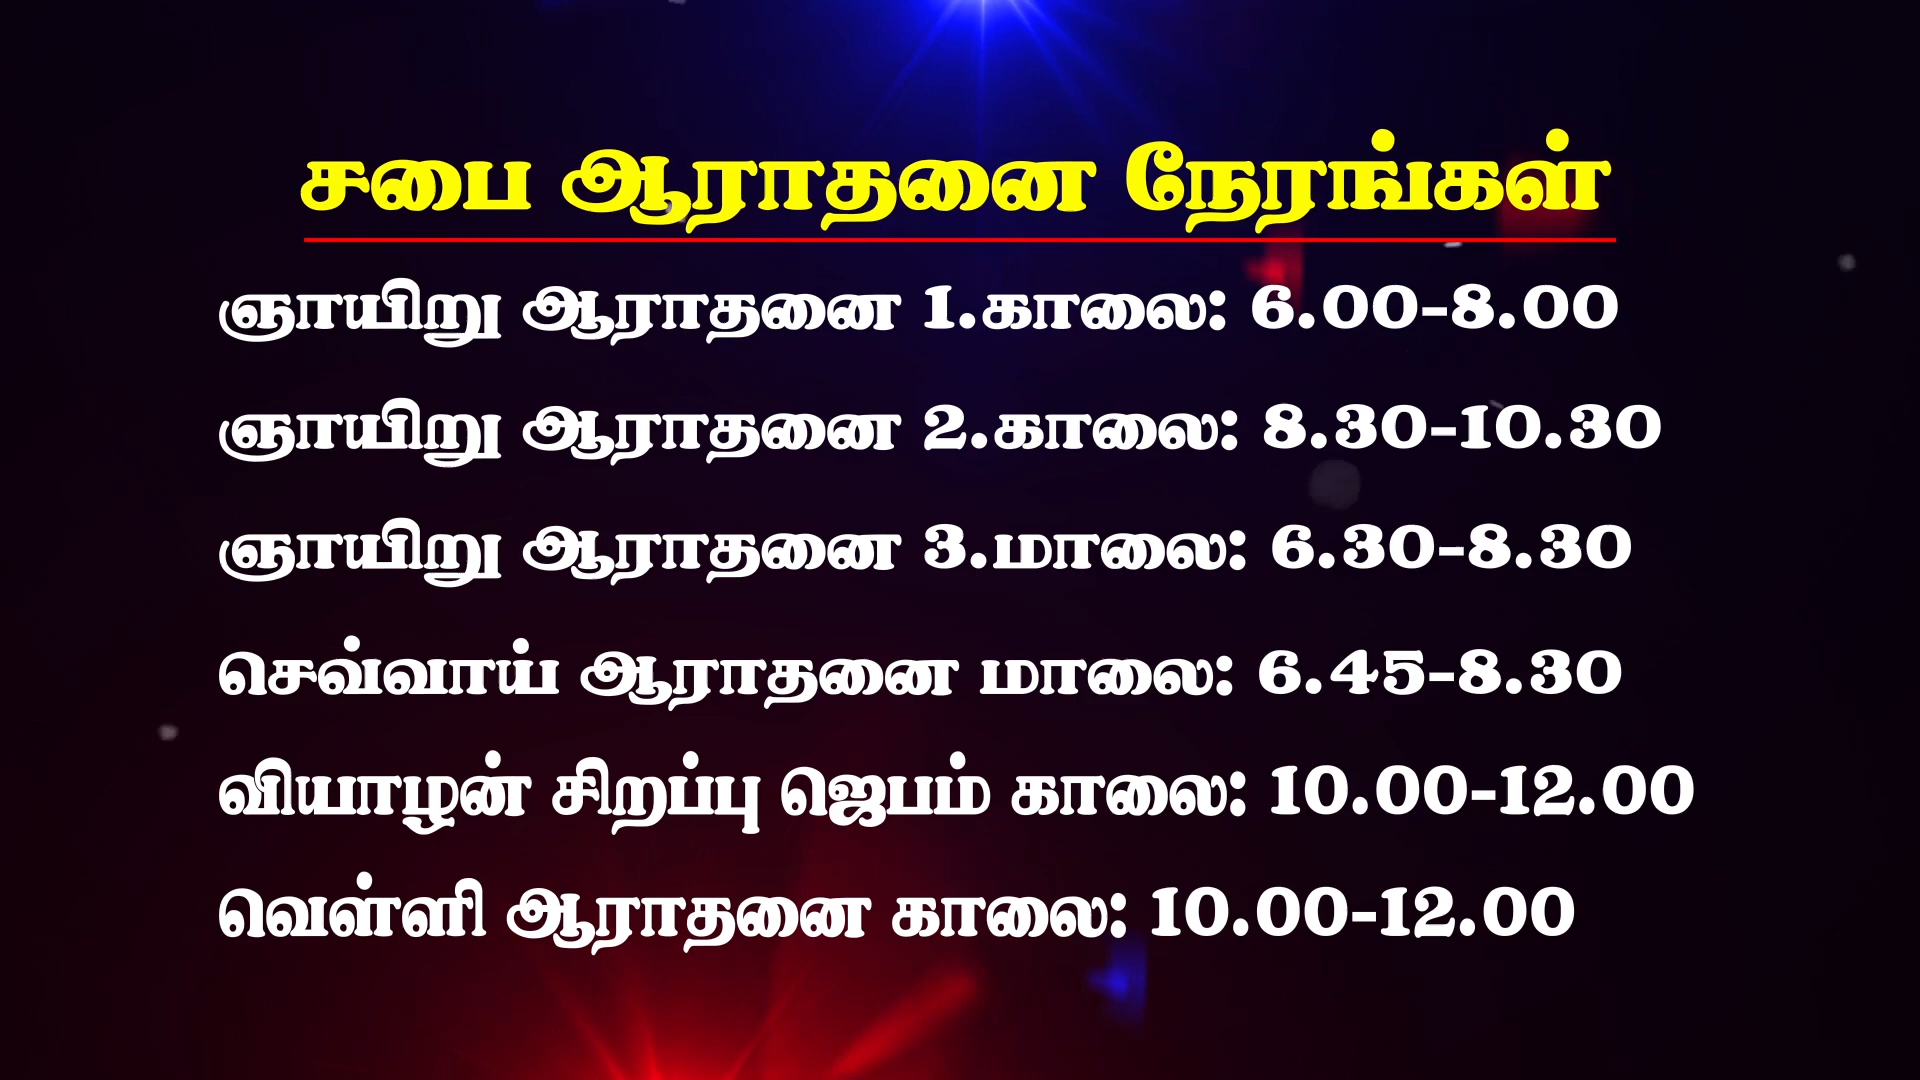 சபை ஆராதனை நேரங்கள்
ஞாயிறு ஆராதனை 1.காலை: 6.00-8.00
ஞாயிறு ஆராதனை 2.காலை: 8.30-10.30
ஞாயிறு ஆராதனை 3.மாலை: 6.30-8.30
செவ்வாய் ஆராதனை மாலை: 6.45-8.30
வியாழன் சிறப்பு ஜெபம் காலை: 10.00-12.00
வெள்ளி ஆராதனை காலை: 10.00-12.00